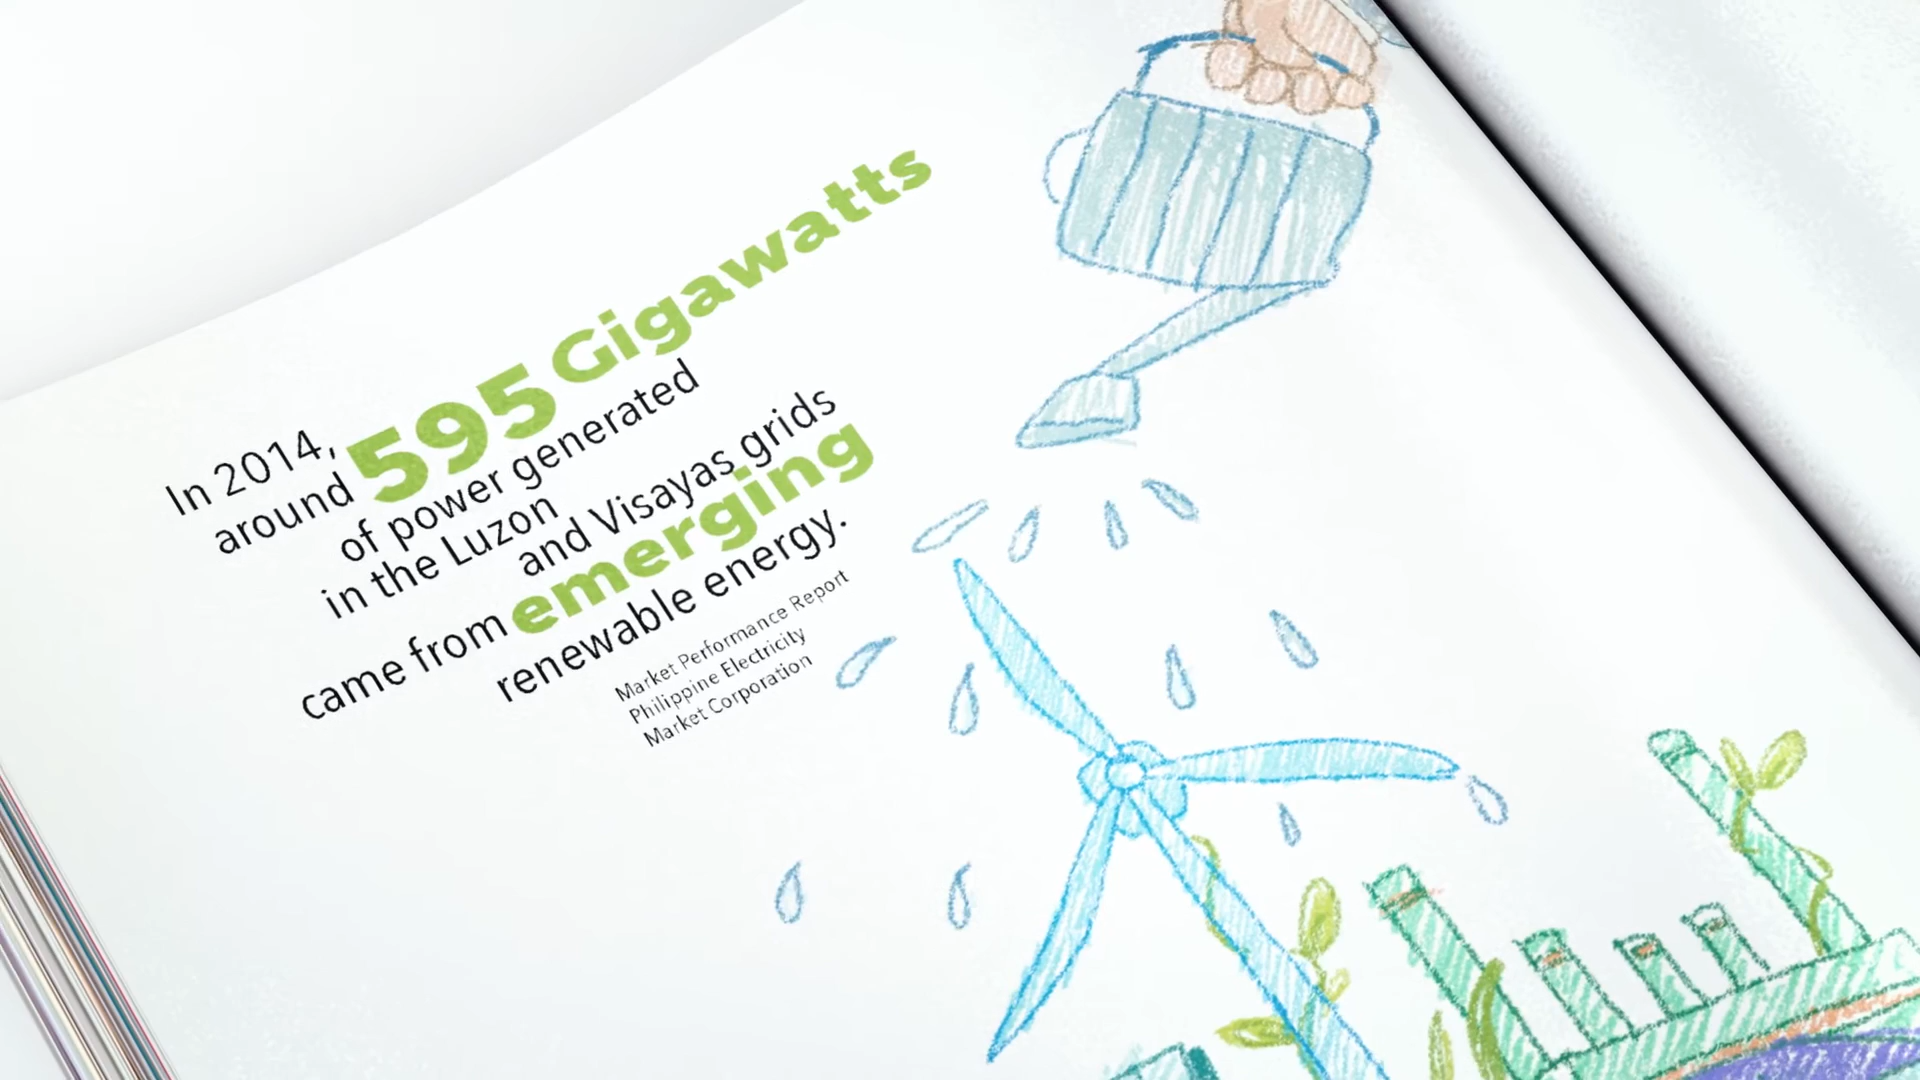 In 2014,
around 595 Gigawatts
of power generated
in the Luzon
and Visayas grids
came from emerging
renewable energy.
Market Performance Report
Philippine Electricity
Market Corporation